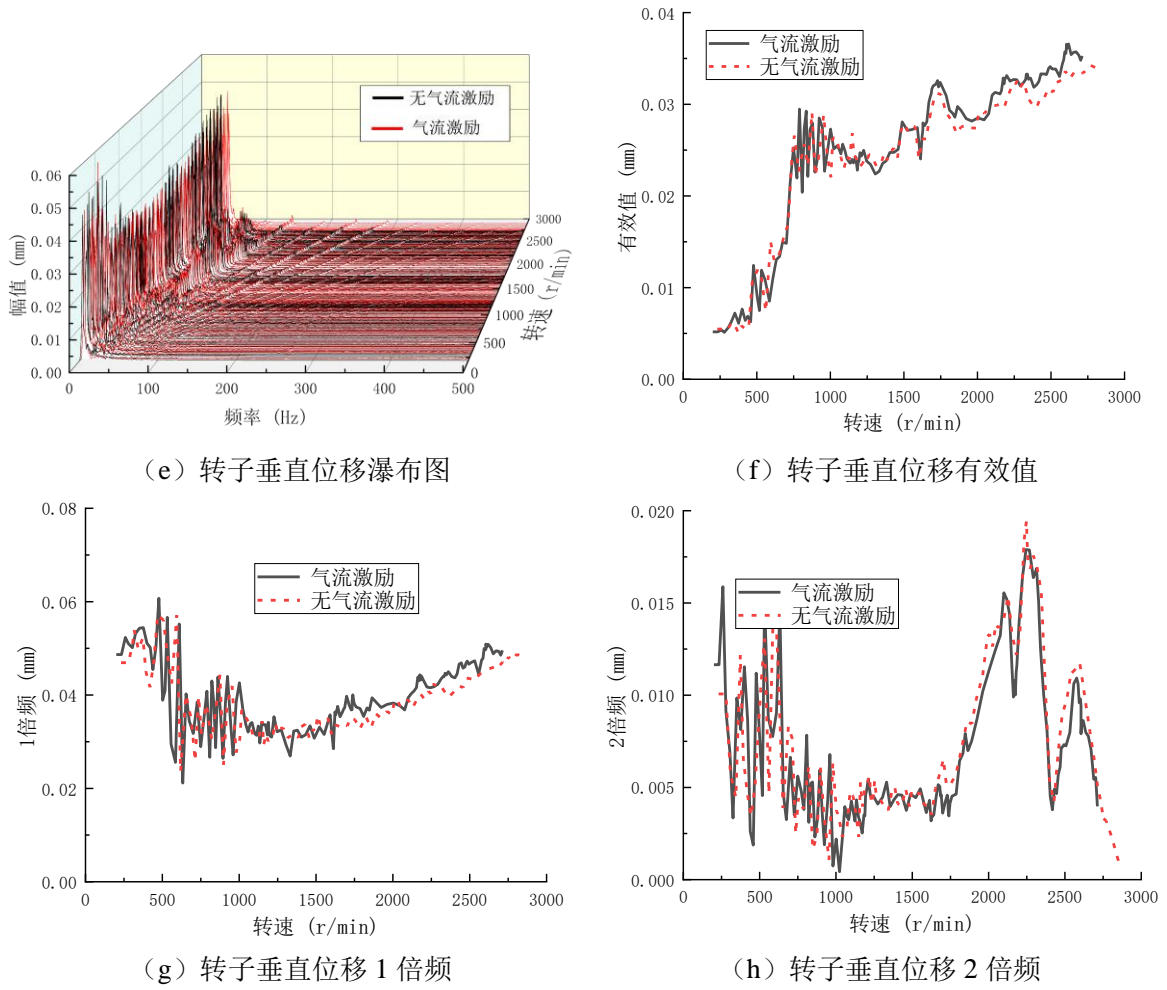 无气流激励
气流激励
0.06
0.05
0.04
0.03
0.02
0.01
0.00
幅值 (mm)
0
100
200
300
400
500
频率 (Hz)
0
500
1000
1500
2000
2500
3000
转速 (r/min)
(e)转子垂直位移瀑布图
气流激励
无气流激励
0.04
0.03
0.02
0.01
0.00
有效值 (mm)
0
500
1000
1500
2000
2500
3000
转速 (r/min)
(f)转子垂直位移有效值
气流激励
无气流激励
0.08
0.06
0.04
0.02
0.00
1倍频 (mm)
0
500
1000
1500
2000
2500
3000
转速 (r/min)
(g)转子垂直位移 1 倍频
气流激励
无气流激励
0.020
0.015
0.010
0.005
0.000
2倍频 (mm)
0
500
1000
1500
2000
2500
3000
转速 (r/min)
(h)转子垂直位移 2 倍频